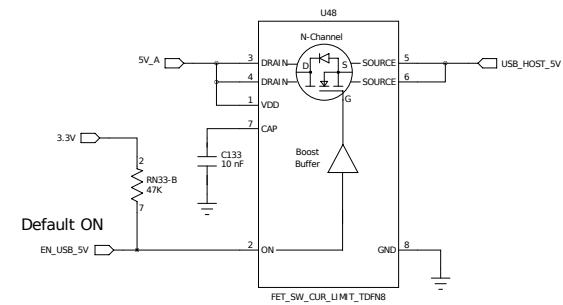 U48
N-Channel
5V_A
3
DRAIN
D
S
SOURCE
5
USB_HOST_5V
4
DRAIN
SOURCE
6
1
VDD
G
7
CAP
3.3V
C133
10 nF
Boost
Buffer
2
RN33-B
47K
7
Default ON
EN_USB_5V
2
ON
GND
8
FET_SW_CUR_LIMIT_TDFN8